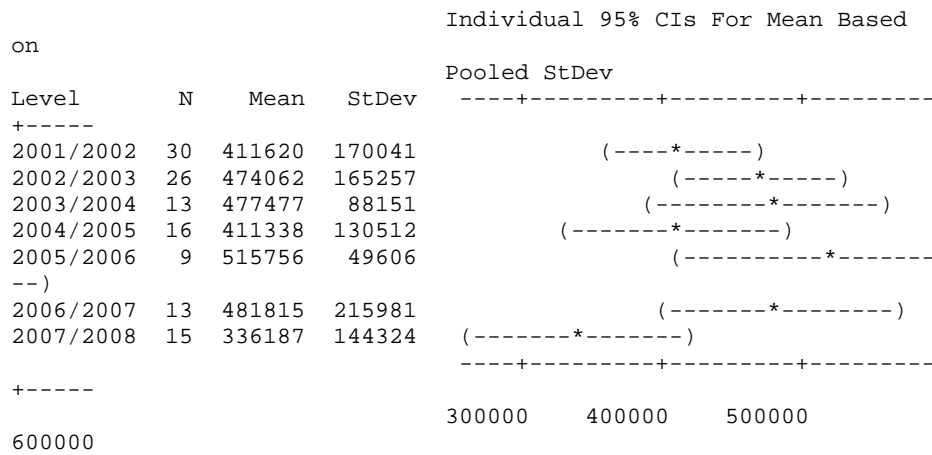 Individual 95% CIs For Mean Based
on
                               Pooled StDev
Level       N    Mean   StDev   ----+---------+---------+---------
+-----
2001/2002  30  411620  170041             (----*-----)
2002/2003  26  474062  165257                  (-----*-----)
2003/2004  13  477477   88151                (--------*-------)
2004/2005  16  411338  130512          (-------*-------)
2005/2006   9  515756   49606                  (----------*-------
--)
2006/2007  13  481815  215981                 (-------*--------)
2007/2008  15  336187  144324   (-------*-------)
                                ----+---------+---------+---------
+-----
                               300000    400000    500000
600000